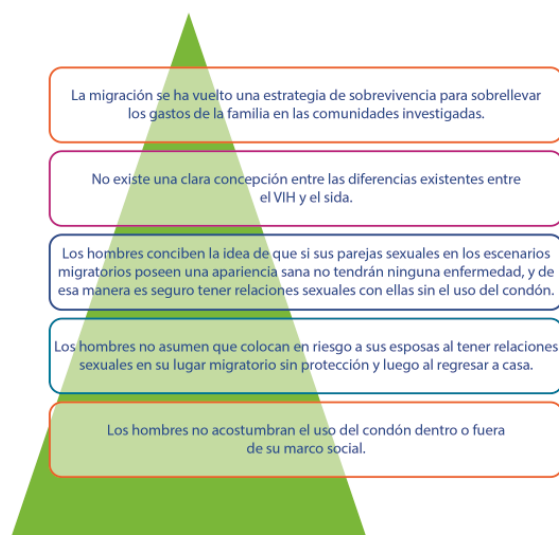 La migración se ha vuelto una estrategia de sobrevivencia para sobrellevar
los gastos de la familia en las comunidades investigadas.
No existe una clara concepción entre las diferencias existentes entre
el VIH y el sida.
Los hombres conciben la idea de que si sus parejas sexuales en los escenarios
migratorios poseen una apariencia sana no tendrán ninguna enfermedad, y de
esa manera es seguro tener relaciones sexuales con ellas sin el uso del condón.
Los hombres no asumen que colocan en riesgo a sus esposas al tener relaciones
sexuales en su lugar migratorio sin protección y luego al regresar a casa.
Los hombres no acostumbran el uso del condón dentro o fuera
de su marco social.